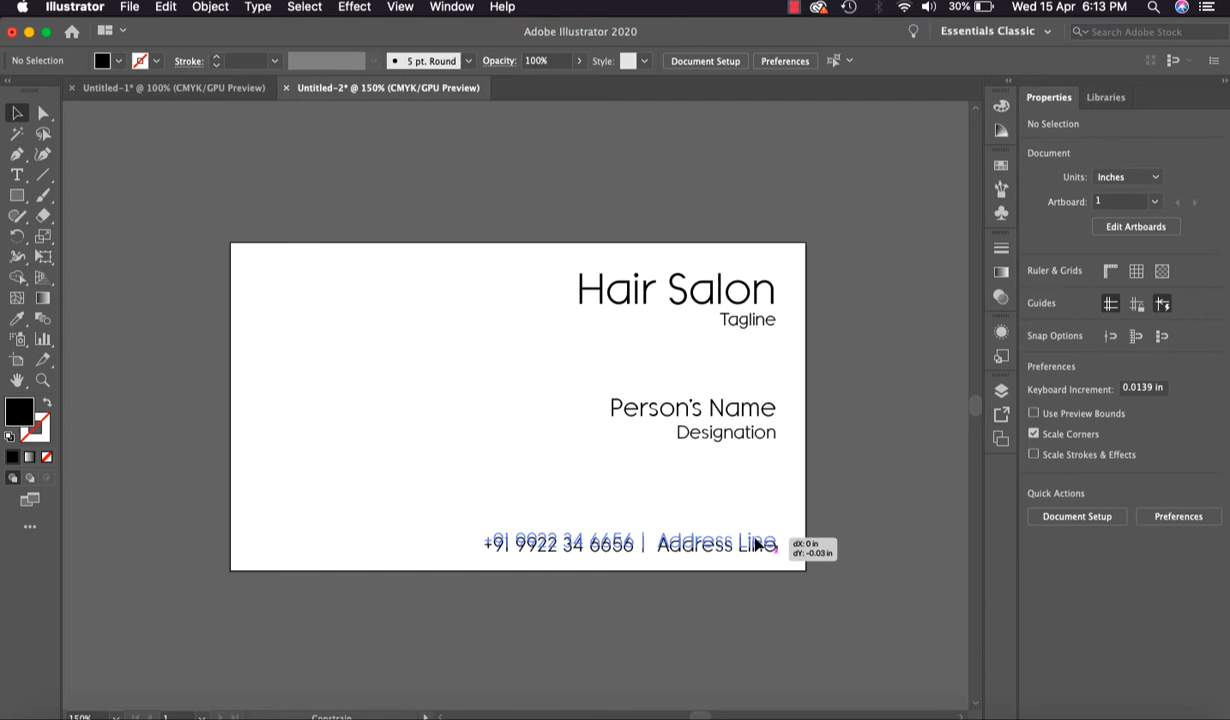 Illustrator File Edit Object Type Select Effect View Window Help 30% Wed 15 Apr 6:13 PM
Adobe Illustrator 2020 Essentials Classic Search Adobe Stock
No Selection Stroke: 5 pt. Round Opacity: 100% Style: Document Setup Preferences
× Untitled-1* @ 100% (CMYK/GPU Preview) × Untitled-2* @ 150% (CMYK/GPU Preview)
Properties Libraries
No Selection
Document
Units: Inches
Artboard: 1
Edit Artboards
Ruler & Grids
Guides
Snap Options
Preferences
Keyboard Increment: 0.0139 in
Use Preview Bounds
Scale Corners
Scale Strokes & Effects
Quick Actions
Document Setup Preferences
Hair Salon
Tagline
Person's Name
Designation
+91 9922 34 6656 | Address Line
dX: 0 in
dY: -0.03 in
150% 1 Constrain